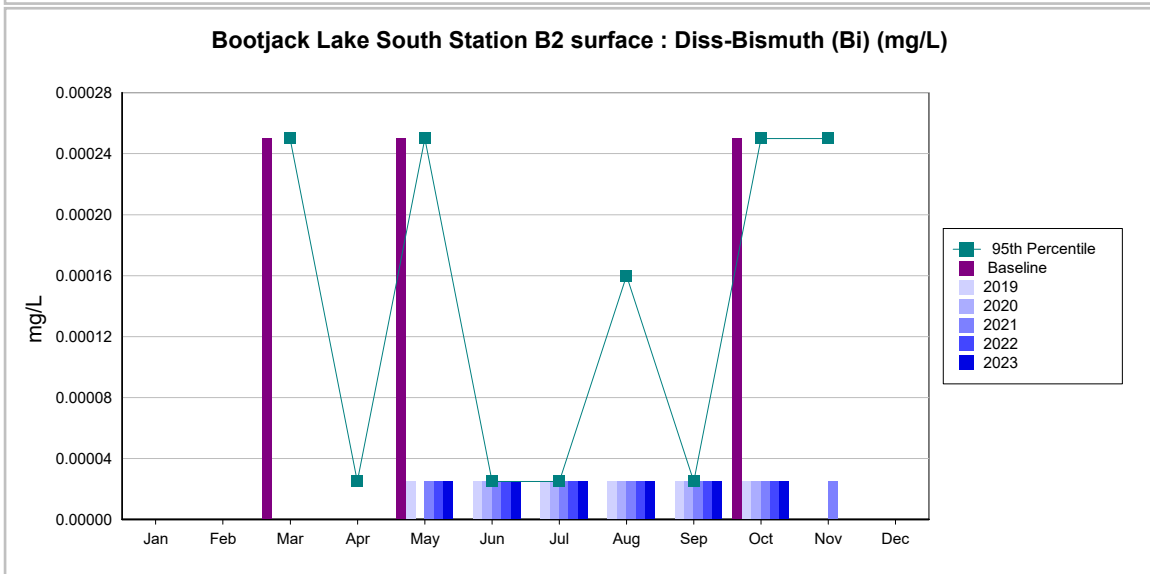 Bootjack Lake South Station B2 surface : Diss-Bismuth (Bi) (mg/L)
mg/L
0.00028
0.00024
0.00020
0.00016
0.00012
0.00008
0.00004
0.00000
Jan Feb Mar Apr May Jun Jul Aug Sep Oct Nov Dec
95th Percentile
Baseline
2019
2020
2021
2022
2023